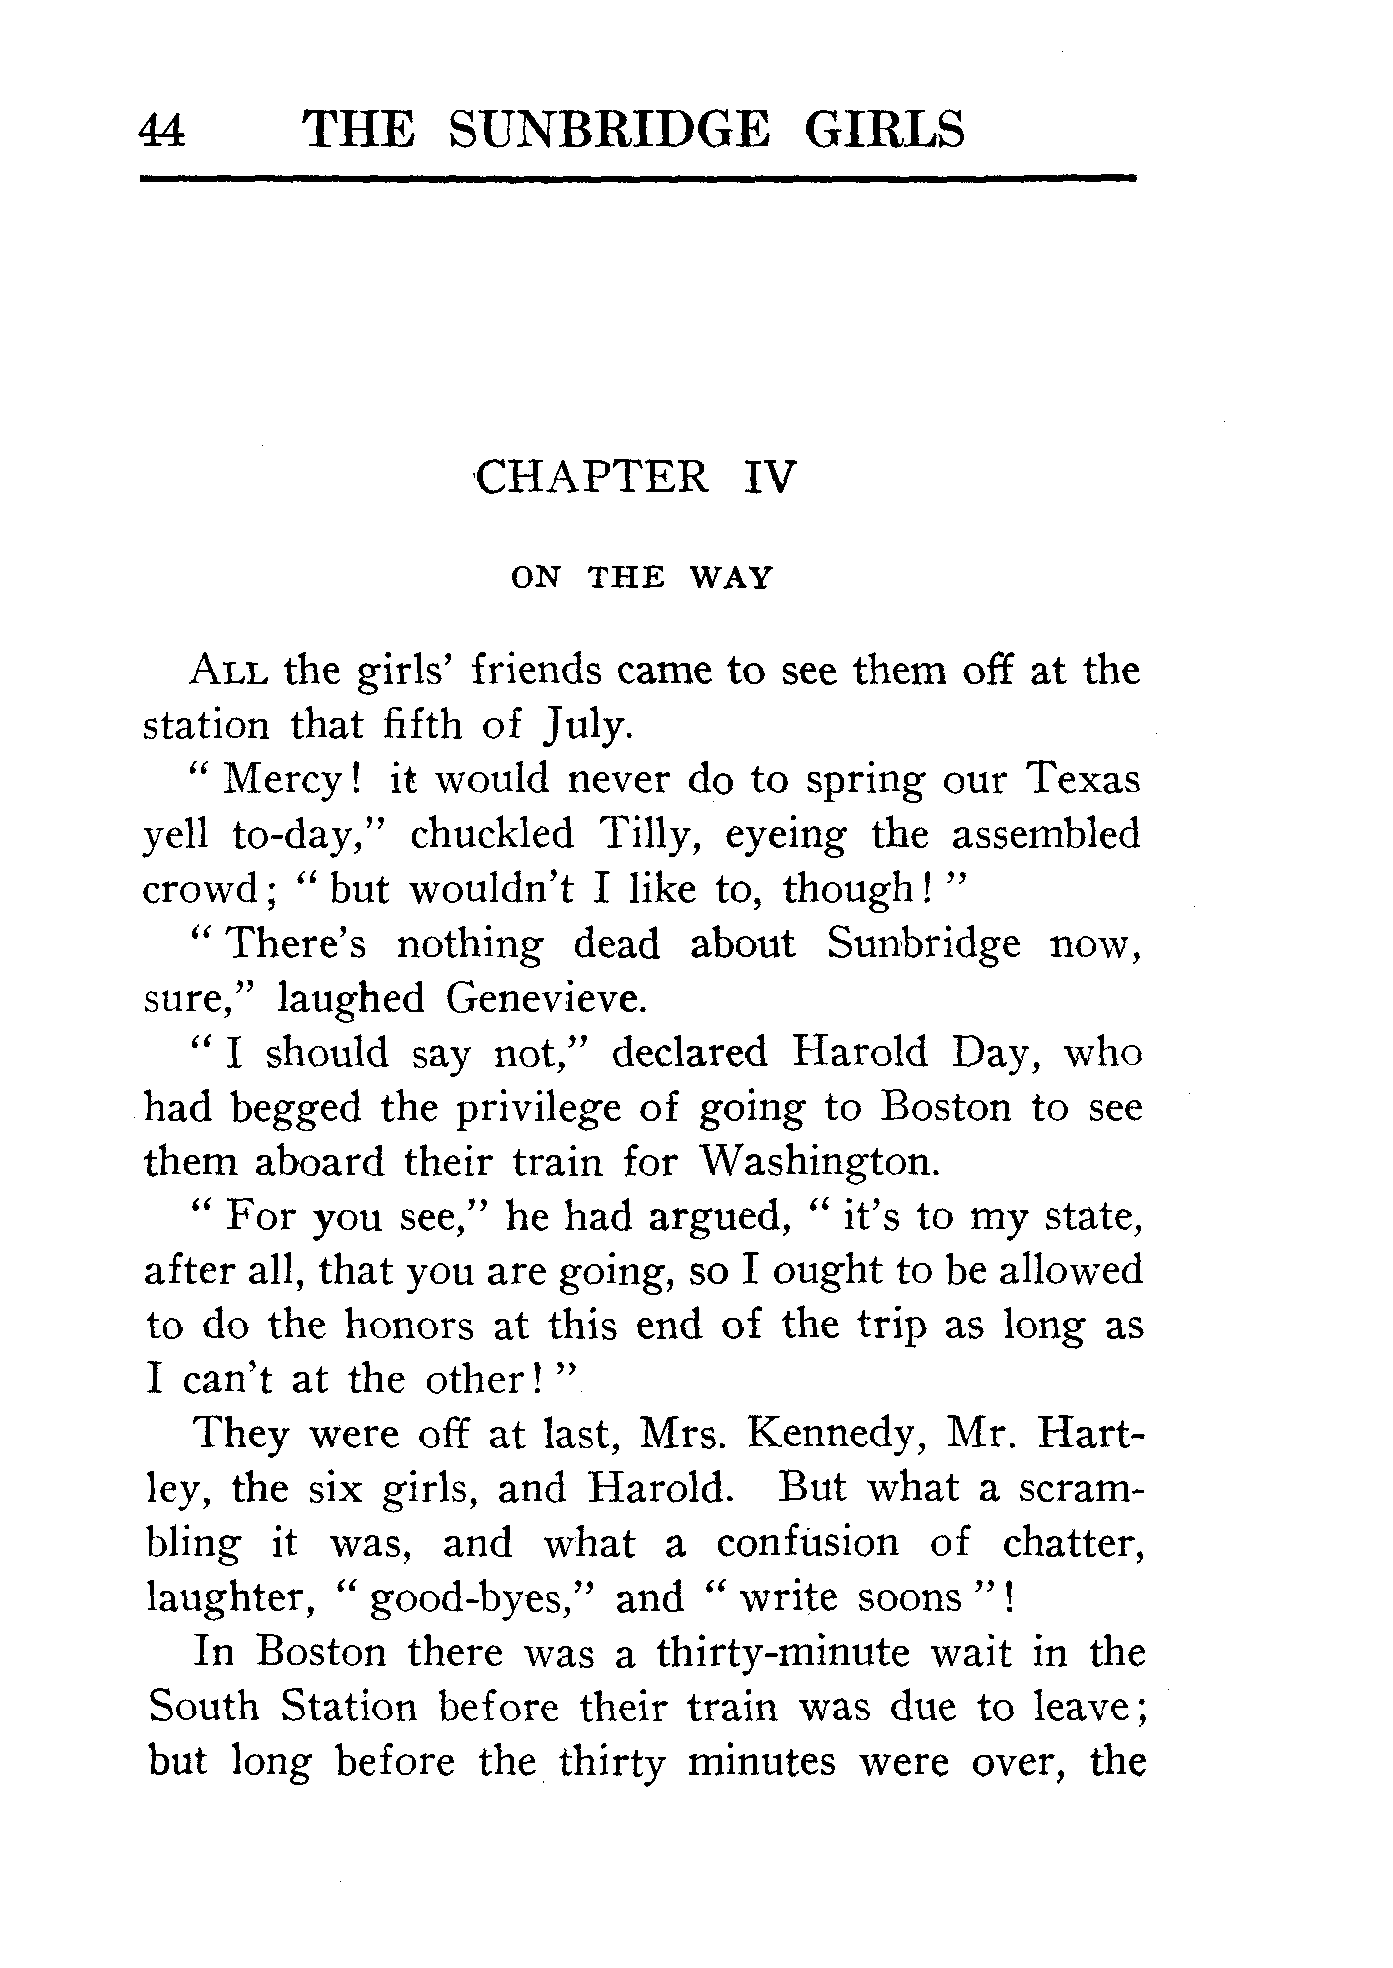 44 THE SUNBRIDGE GIRLS
CHAPTER IV
ON THE WAY
ALL the girls' friends came to see them off at the
station that fifth of July.
" Mercy! it would never do to spring our Texas
yell to-day," chuckled Tilly, eyeing the assembled
crowd; " but wouldn't I like to, though! "
" There's nothing dead about Sunbridge now,
sure," laughed Genevieve.
" I should say not," declared Harold Day, who
had begged the privilege of going to Boston to see
them aboard their train for Washington.
" For you see," he had argued, " it's to my state,
after all, that you are going, so I ought to be allowed
to do the honors at this end of the trip as long as
I can't at the other! "
They were off at last, Mrs. Kennedy, Mr. Hart-
ley, the six girls, and Harold. But what a scram-
bling it was, and what a confusion of chatter,
laughter, " good-byes," and " write soons "!
In Boston there was a thirty-minute wait in the
South Station before their train was due to leave;
but long before the thirty minutes were over, the